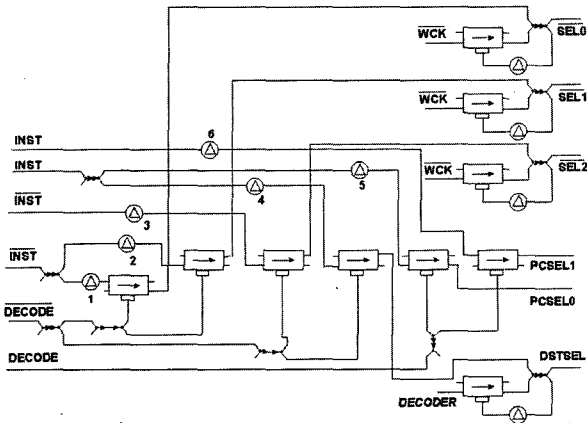 WCK SEL0
WCK SEL1
6
INST
INST
WCK SEL2
5
4
INST
3
INST
2
1
PCSEL1
PCSEL0
DECODE
DECODE
DSTSEL
DECODER